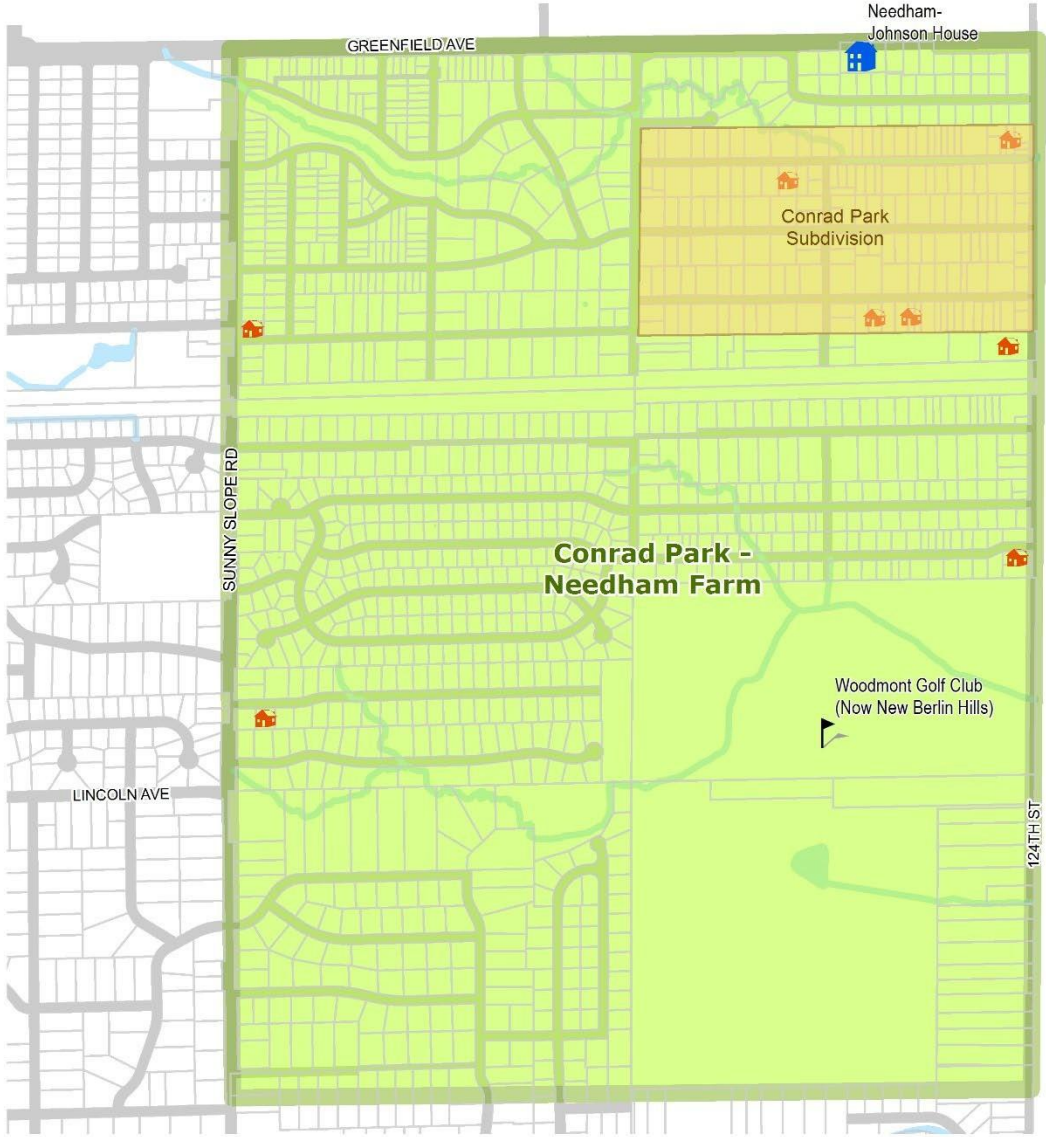 Needham-
Johnson House
GREENFIELD AVE
Conrad Park
Subdivision
SUNNY SLOPE RD
Conrad Park -
Needham Farm
Woodmont Golf Club
(Now New Berlin Hills)
LINCOLN AVE
124TH ST